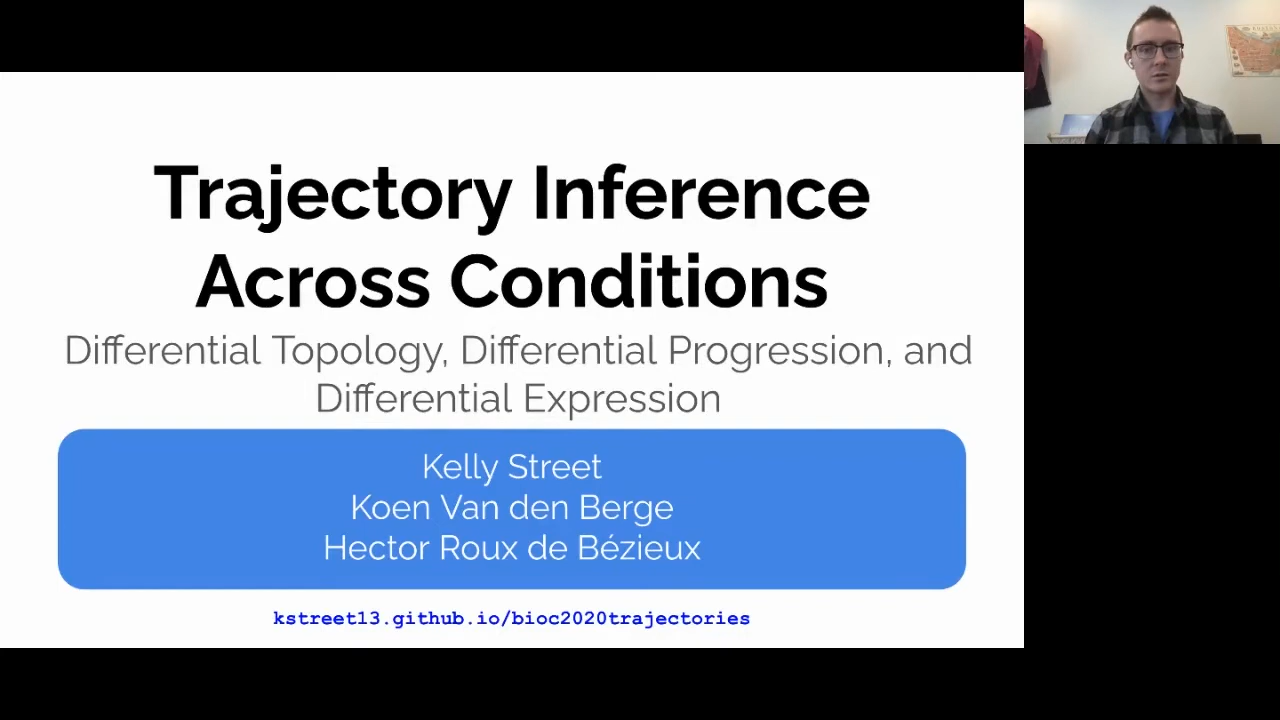 Trajectory Inference
Across Conditions
Differential Topology, Differential Progression, and
Differential Expression
Kelly Street
Koen Van den Berge
Hector Roux de Bézieux
kstreet13.github.io/bioc2020trajectories